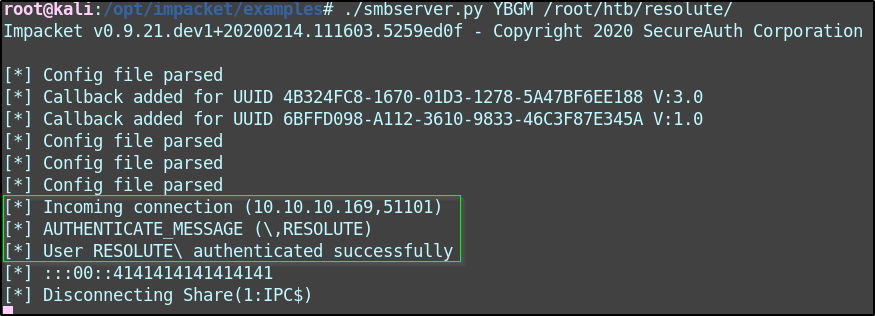 root@kali:/opt/impacket/examples# ./smbserver.py YBGM /root/htb/resolute/
Impacket v0.9.21.dev1+20200214.111603.5259ed0f - Copyright 2020 SecureAuth Corporation
[*] Config file parsed
[*] Callback added for UUID 4B324FC8-1670-01D3-1278-5A47BF6EE188 V:3.0
[*] Callback added for UUID 6BFFD098-A112-3610-9833-46C3F87E345A V:1.0
[*] Config file parsed
[*] Config file parsed
[*] Config file parsed
[*] Incoming connection (10.10.10.169,51101)
[*] AUTHENTICATE_MESSAGE (\,RESOLUTE)
[*] User RESOLUTE\ authenticated successfully
[*] :::00::4141414141414141
[*] Disconnecting Share(1:IPC$)